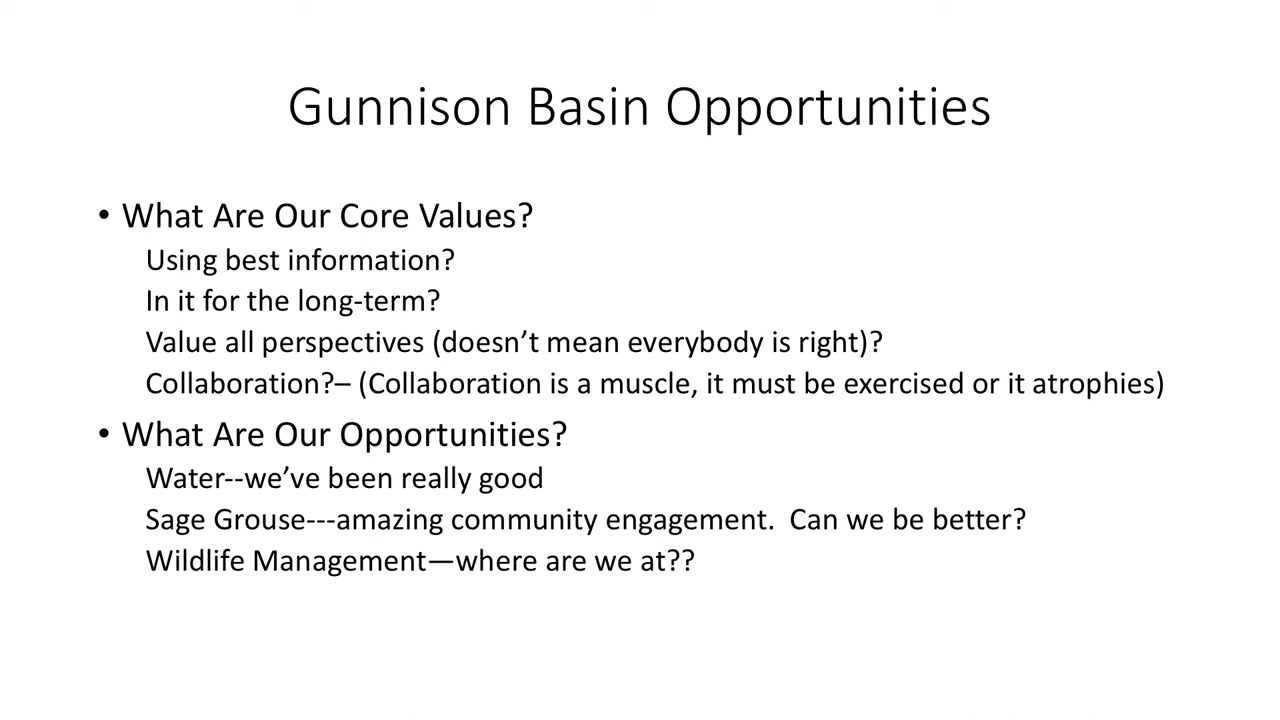 Gunnison Basin Opportunities
• What Are Our Core Values?
Using best information?
In it for the long-term?
Value all perspectives (doesn’t mean everybody is right)?
Collaboration?– (Collaboration is a muscle, it must be exercised or it atrophies)
• What Are Our Opportunities?
Water--we’ve been really good
Sage Grouse---amazing community engagement.  Can we be better?
Wildlife Management—where are we at??